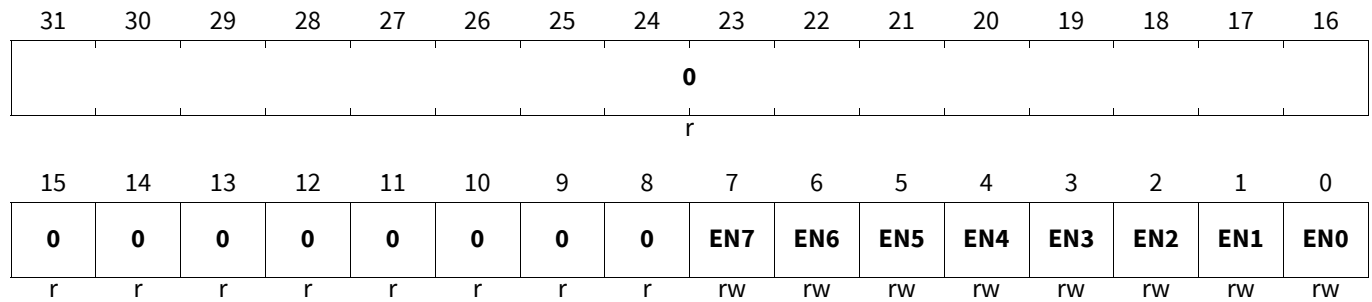 31 30 29 28 27 26 25 24 23 22 21 20 19 18 17 16
0
r
15 14 13 12 11 10 9 8 7 6 5 4 3 2 1 0
0 0 0 0 0 0 0 0 EN7 EN6 EN5 EN4 EN3 EN2 EN1 EN0
r r r r r r r r rw rw rw rw rw rw rw rw